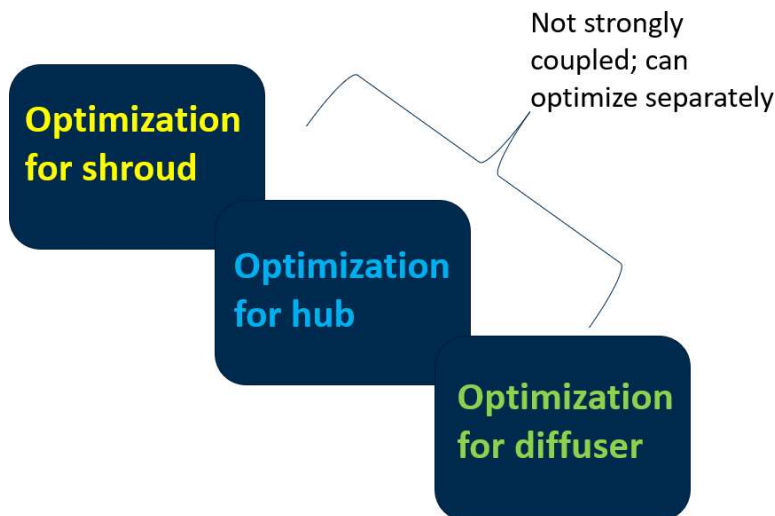 Not strongly
coupled; can
optimize separately
Optimization
for shroud
Optimization
for hub
Optimization
for diffuser